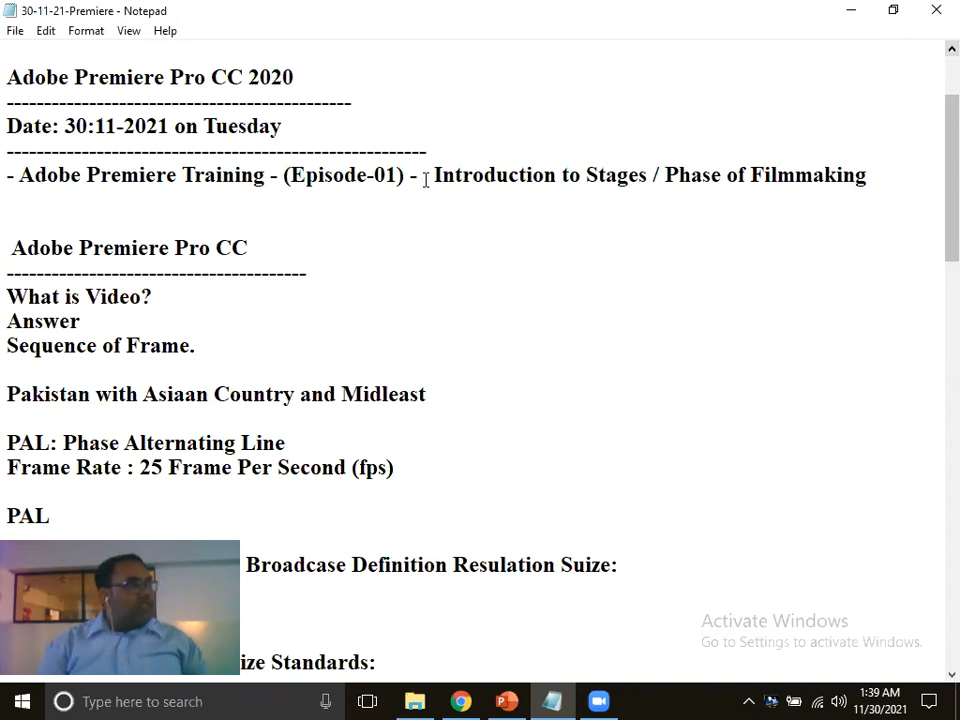 30-11-21-Premiere - Notepad
File Edit Format View Help
Adobe Premiere Pro CC 2020
----------------------------------------------
Date: 30:11-2021 on Tuesday
--------------------------------------------------------
- Adobe Premiere Training - (Episode-01) - Introduction to Stages / Phase of Filmmaking
Adobe Premiere Pro CC
----------------------------------------
What is Video?
Answer
Sequence of Frame.
Pakistan with Asiaan Country and Midleast
PAL: Phase Alternating Line
Frame Rate : 25 Frame Per Second (fps)
PAL
Broadcase Definition Resulation Suize:
ize Standards:
Activate Windows
Go to Settings to activate Windows.
Type here to search
1:39 AM
11/30/2021